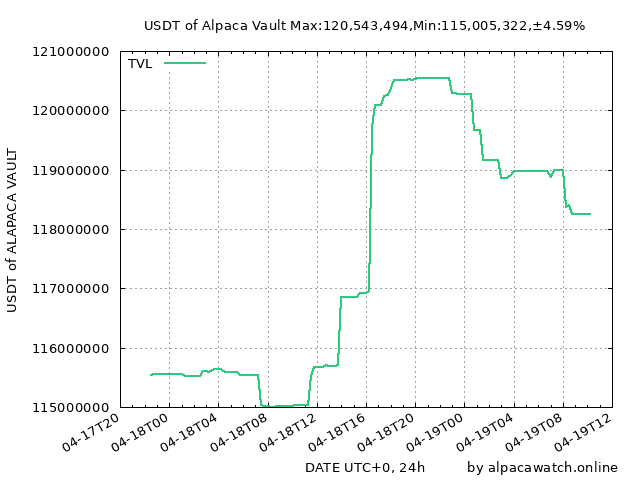 USDT of Alpaca Vault Max:120,543,494,Min:115,005,322,±4.59%
TVL
121000000
120000000
119000000
118000000
117000000
116000000
115000000
USDT of ALAPACA VAULT
04-17T20
04-18T00
04-18T04
04-18T08
04-18T12
04-18T16
04-18T20
04-19T00
04-19T04
04-19T08
04-19T12
DATE UTC+0, 24h
by alpacawatch.online